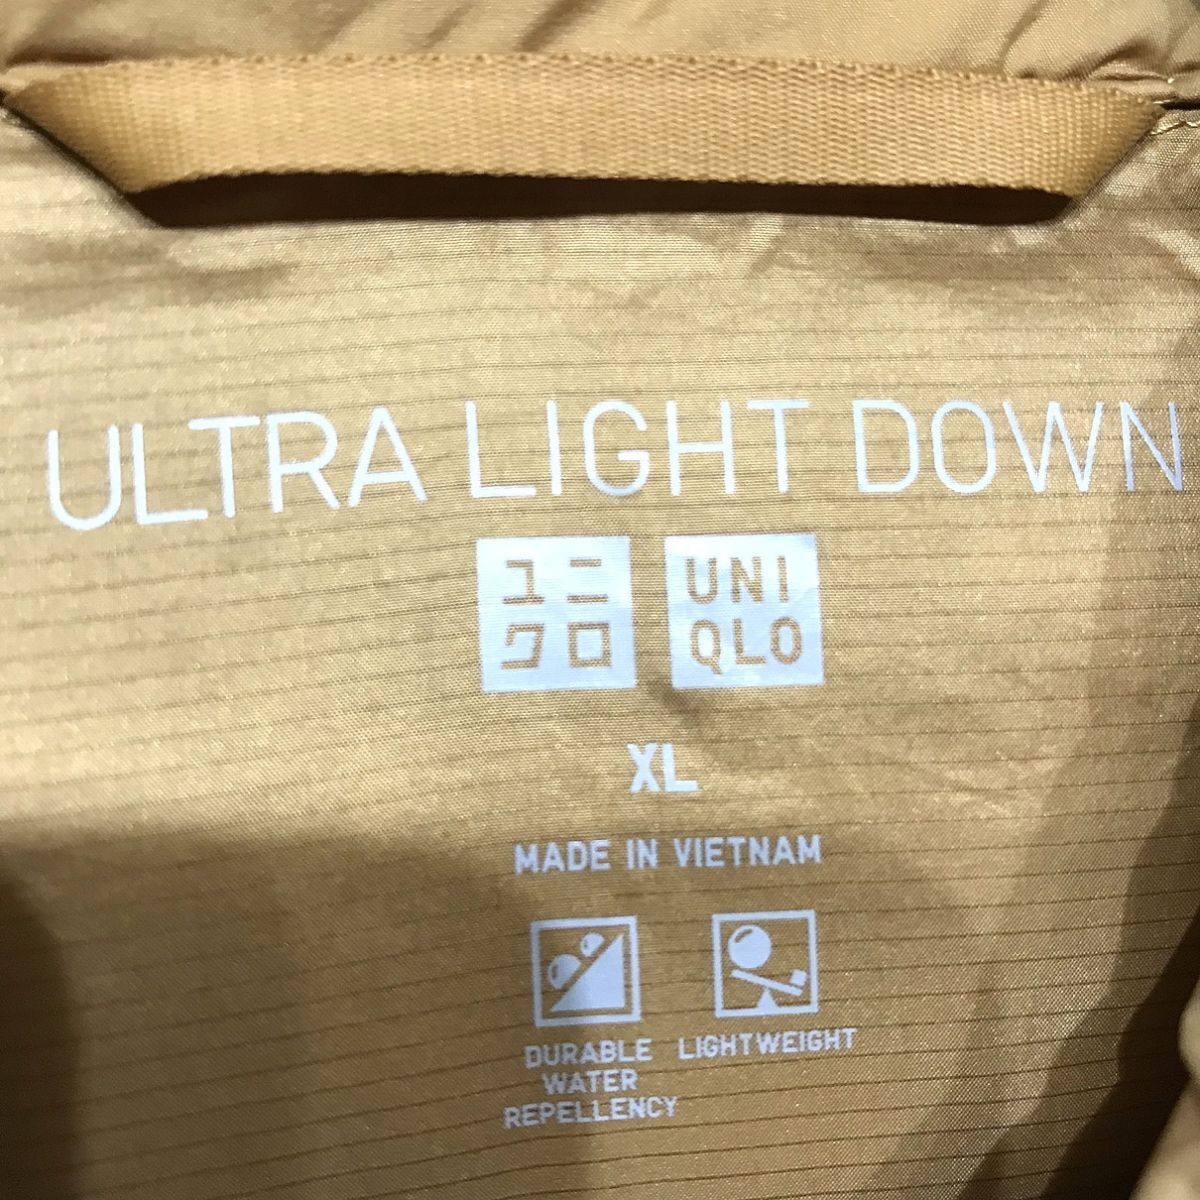 ULTRA LIGHT DOWN
ユニ UNI
クロ QLO
XL
MADE IN VIETNAM
DURABLE LIGHTWEIGHT
WATER
REPELLENCY